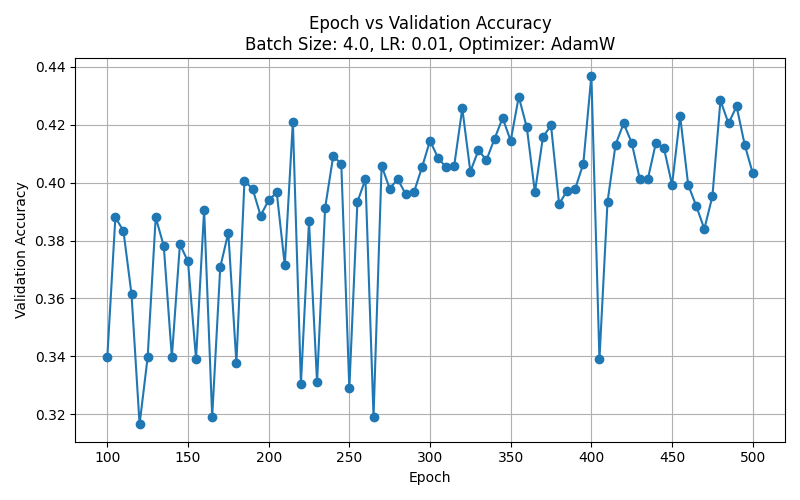 Epoch vs Validation Accuracy
Batch Size: 4.0, LR: 0.01, Optimizer: AdamW
Validation Accuracy
0.44
0.42
0.40
0.38
0.36
0.34
0.32
100 150 200 250 300 350 400 450 500
Epoch